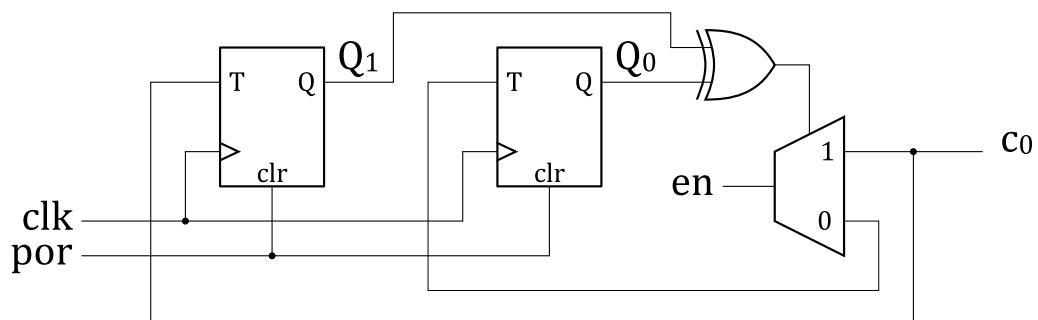 T Q Q₁
T Q Q₀
clr
clr
1 c₀
en
0
clk
por